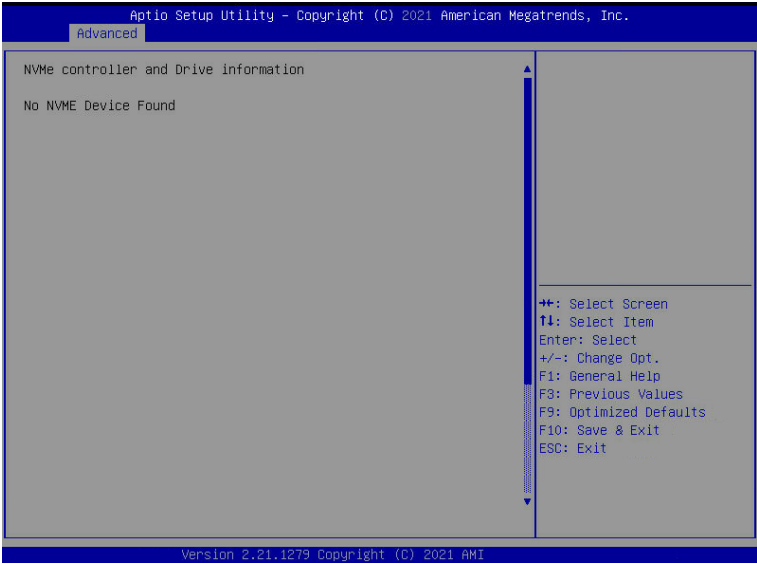 Aptio Setup Utility – Copyright (C) 2021 American Megatrends, Inc.
Advanced
NVMe controller and Drive information
No NVME Device Found
→←: Select Screen
↑↓: Select Item
Enter: Select
+/-: Change Opt.
F1: General Help
F3: Previous Values
F9: Optimized Defaults
F10: Save & Exit
ESC: Exit
Version 2.21.1279 Copyright (C) 2021 AMI